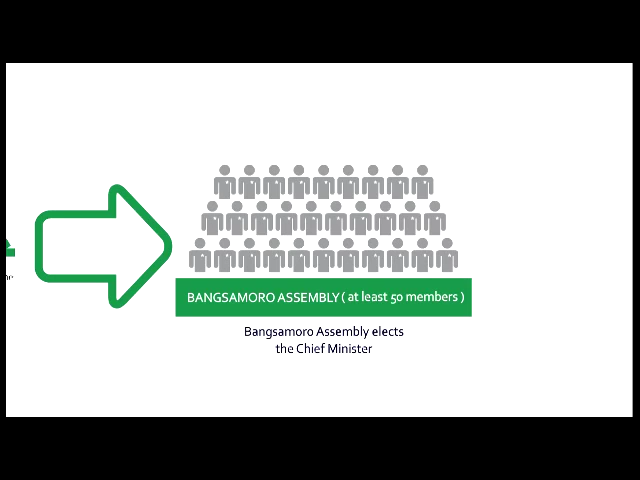 BANGSAMORO ASSEMBLY ( at least 50 members )
Bangsamoro Assembly elects
the Chief Minister